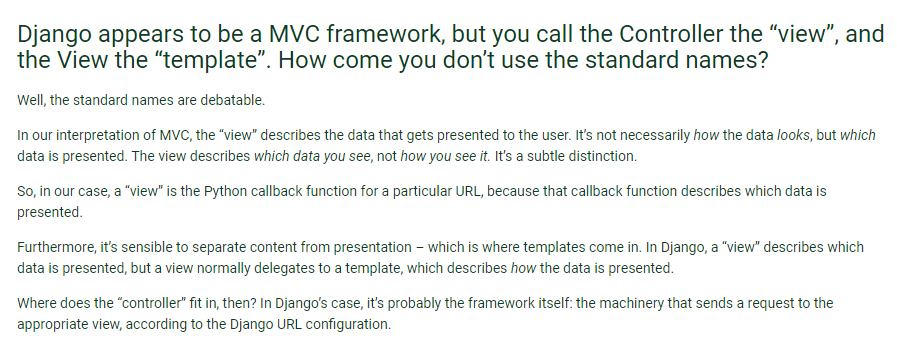 Django appears to be a MVC framework, but you call the Controller the “view”, and
the View the “template”. How come you don’t use the standard names?
Well, the standard names are debatable.
In our interpretation of MVC, the “view” describes the data that gets presented to the user. It’s not necessarily how the data looks, but which
data is presented. The view describes which data you see, not how you see it. It’s a subtle distinction.
So, in our case, a “view” is the Python callback function for a particular URL, because that callback function describes which data is
presented.
Furthermore, it’s sensible to separate content from presentation – which is where templates come in. In Django, a “view” describes which
data is presented, but a view normally delegates to a template, which describes how the data is presented.
Where does the “controller” fit in, then? In Django’s case, it’s probably the framework itself: the machinery that sends a request to the
appropriate view, according to the Django URL configuration.